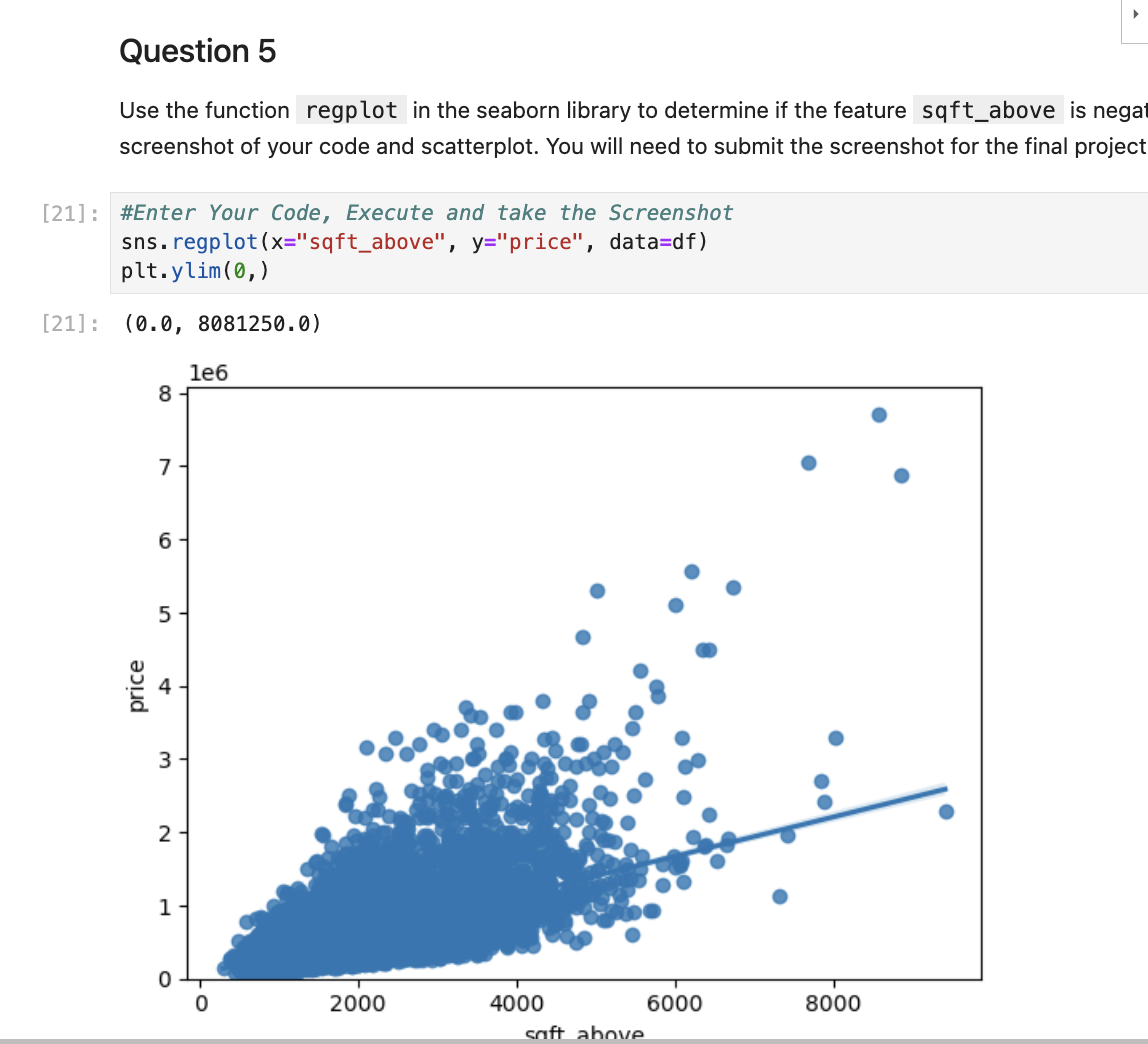 Question 5
Use the function regplot in the seaborn library to determine if the feature sqft_above is negat
screenshot of your code and scatterplot. You will need to submit the screenshot for the final project
[21]: #Enter Your Code, Execute and take the Screenshot
sns.regplot(x="sqft_above", y="price", data=df)
plt.ylim(0,)
[21]: (0.0, 8081250.0)
1e6
8
7
6
5
4
3
2
1
0
price
0 2000 4000 6000 8000
sqft_above